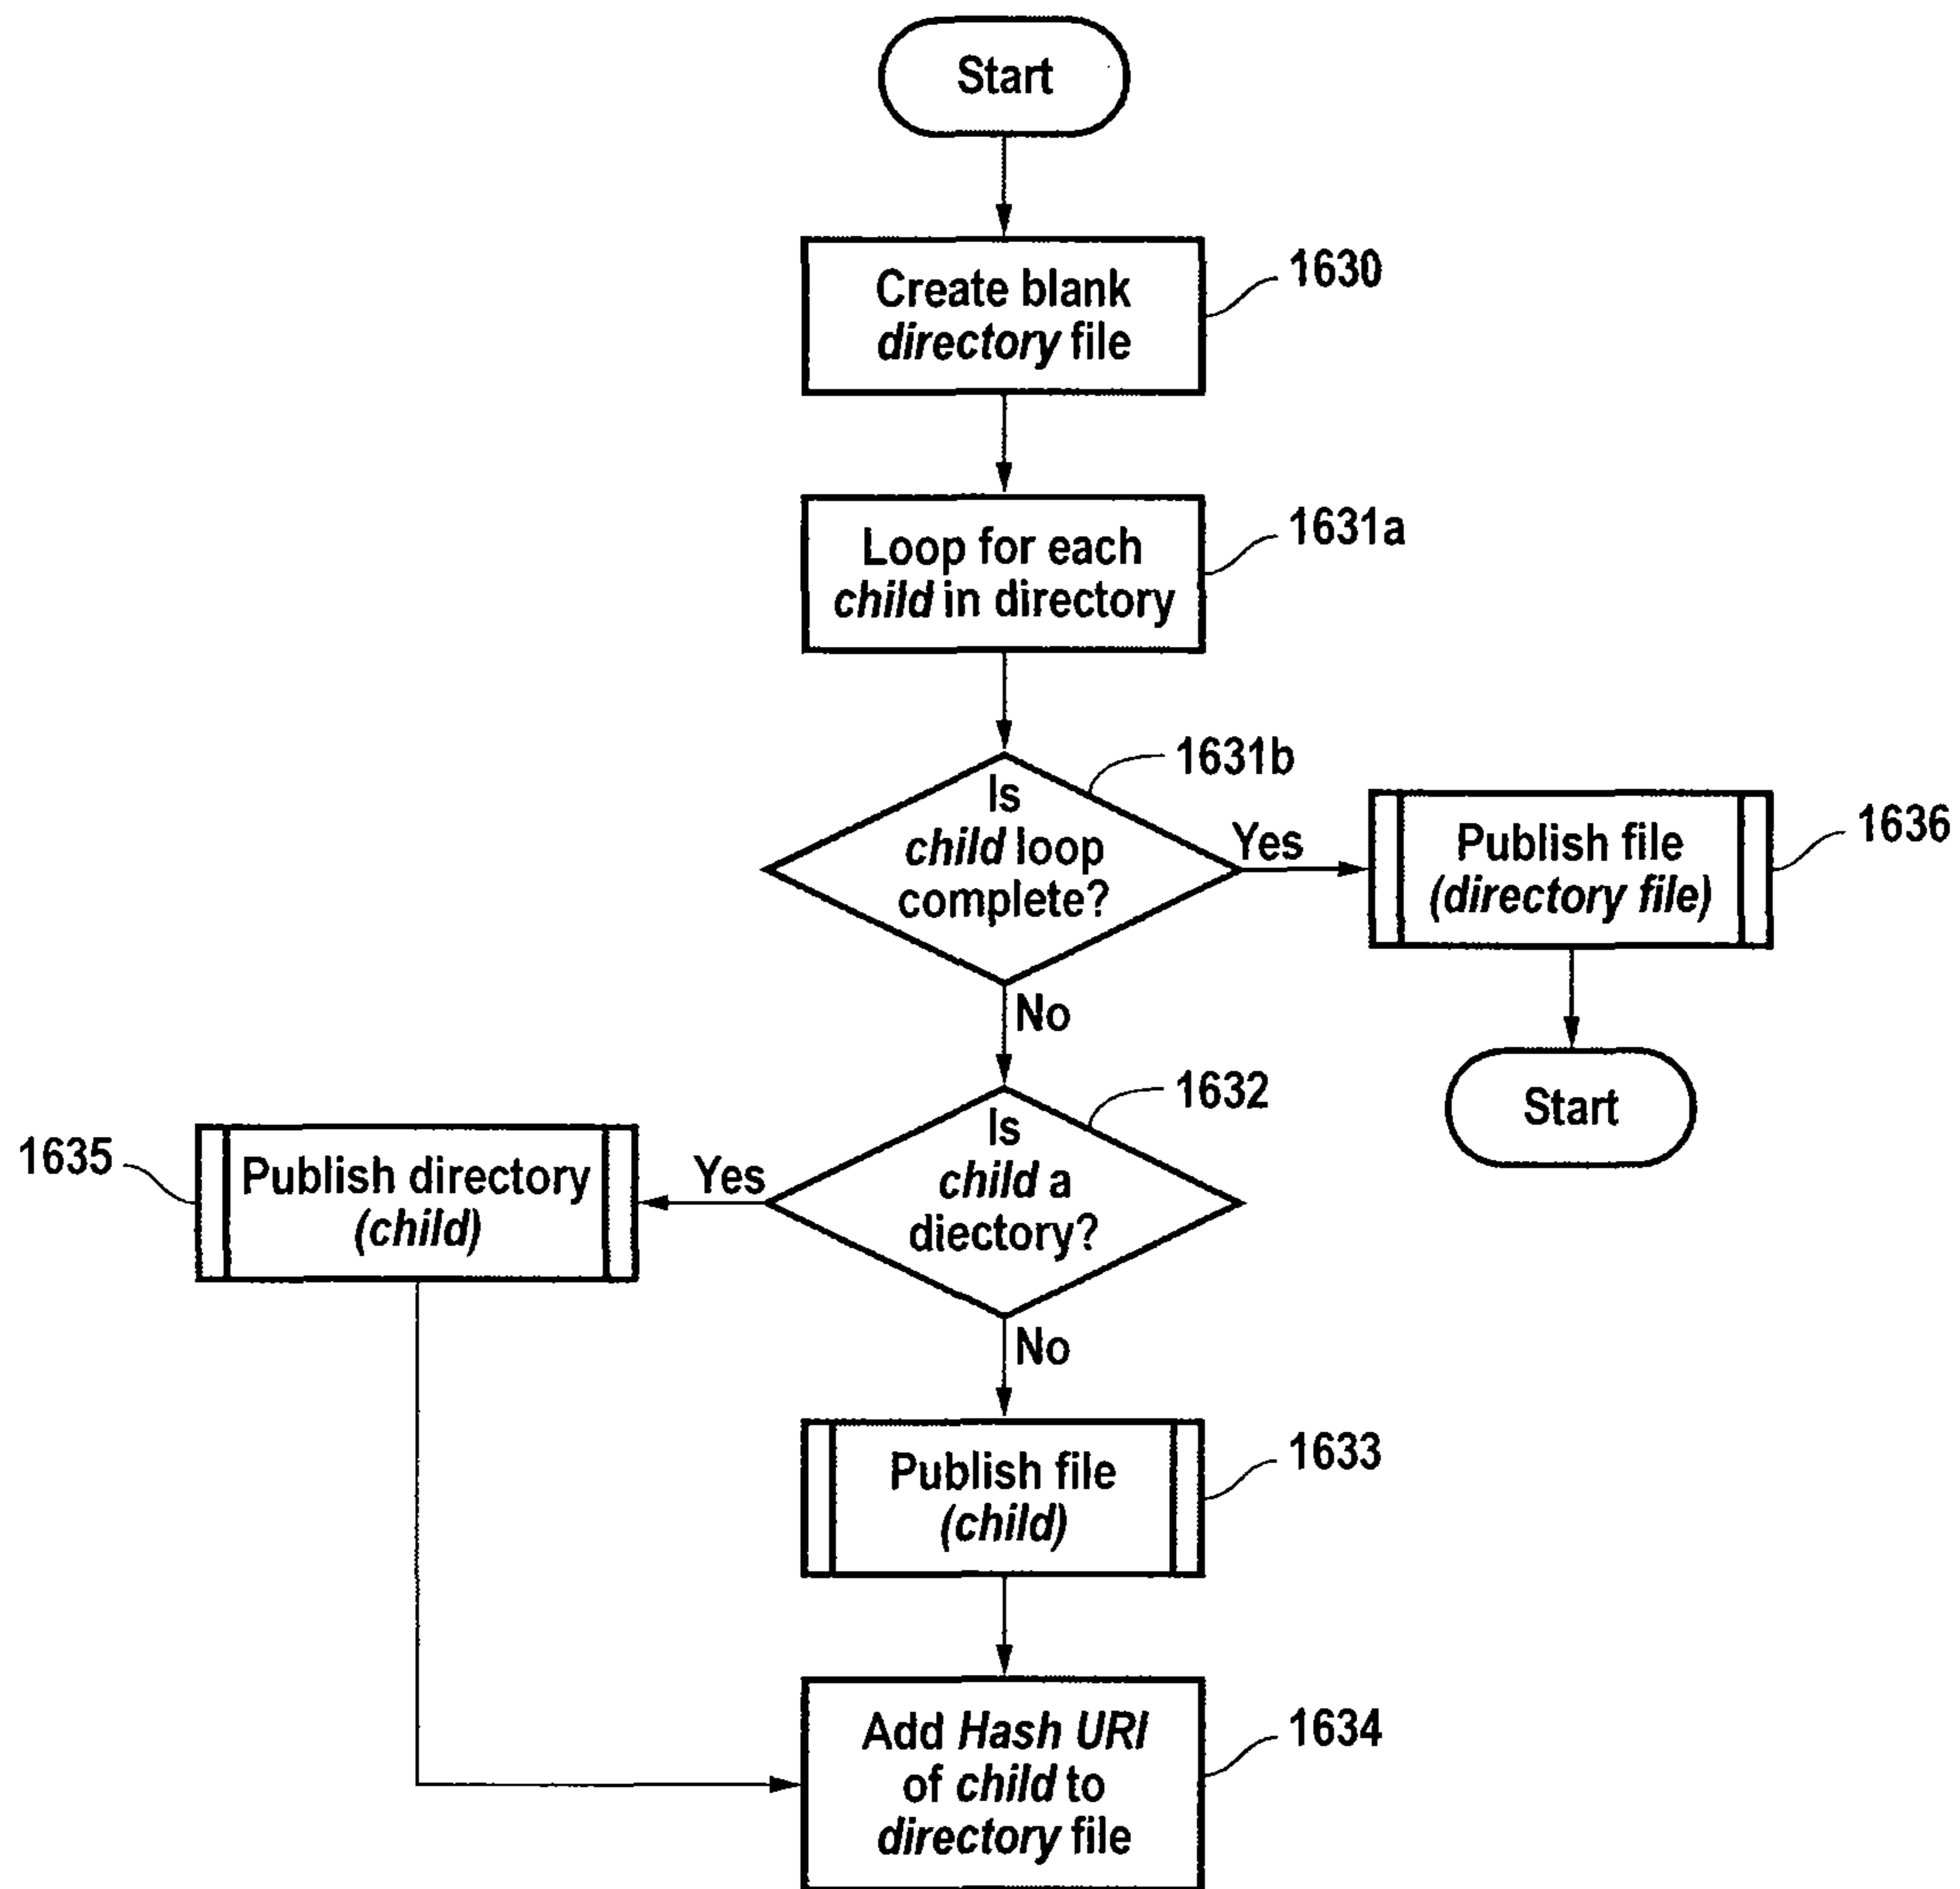 Start
Create blank
directory file
1630
Loop for each
child in directory
1631a
Is
child loop
complete?
1631b
Yes
Publish file
(directory file)
1636
No
Start
Is
child a
diectory?
1632
Yes
Publish directory
(child)
1635
No
Publish file
(child)
1633
Add Hash URI
of child to
directory file
1634